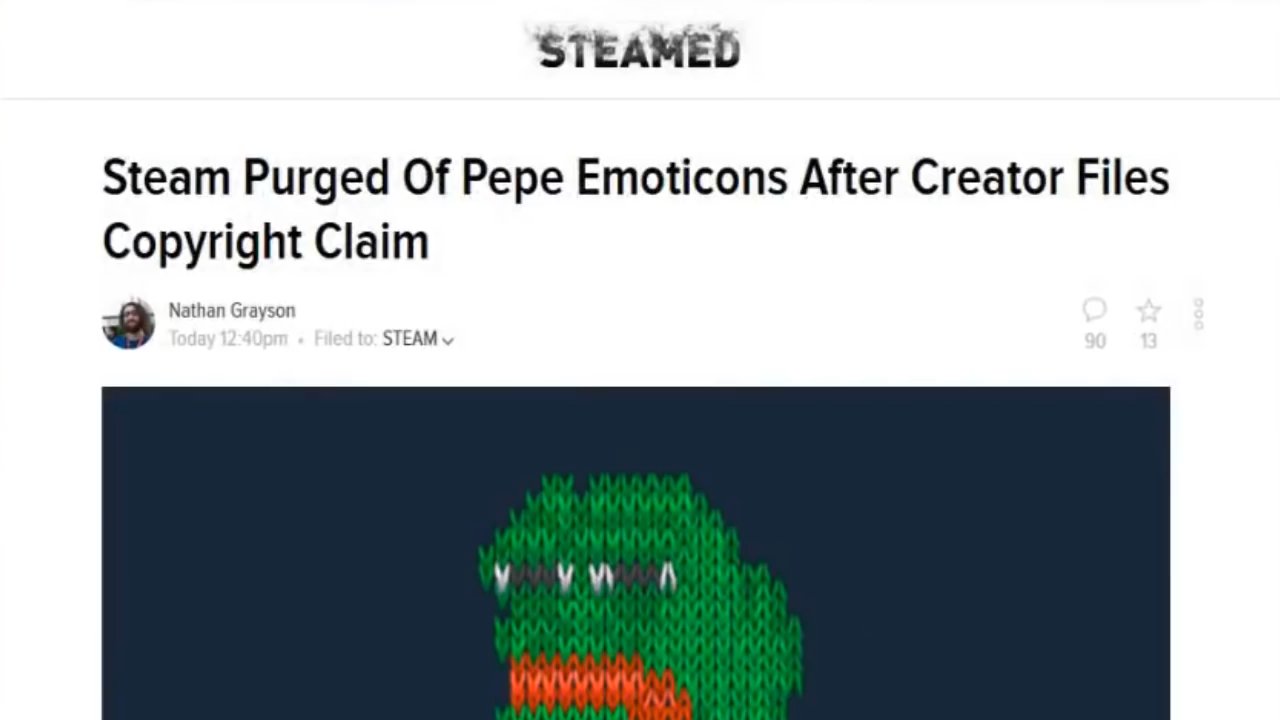 STEAMED
Steam Purged Of Pepe Emoticons After Creator Files
Copyright Claim
Nathan Grayson
Today 12:40pm • Filed to: STEAM
90 13